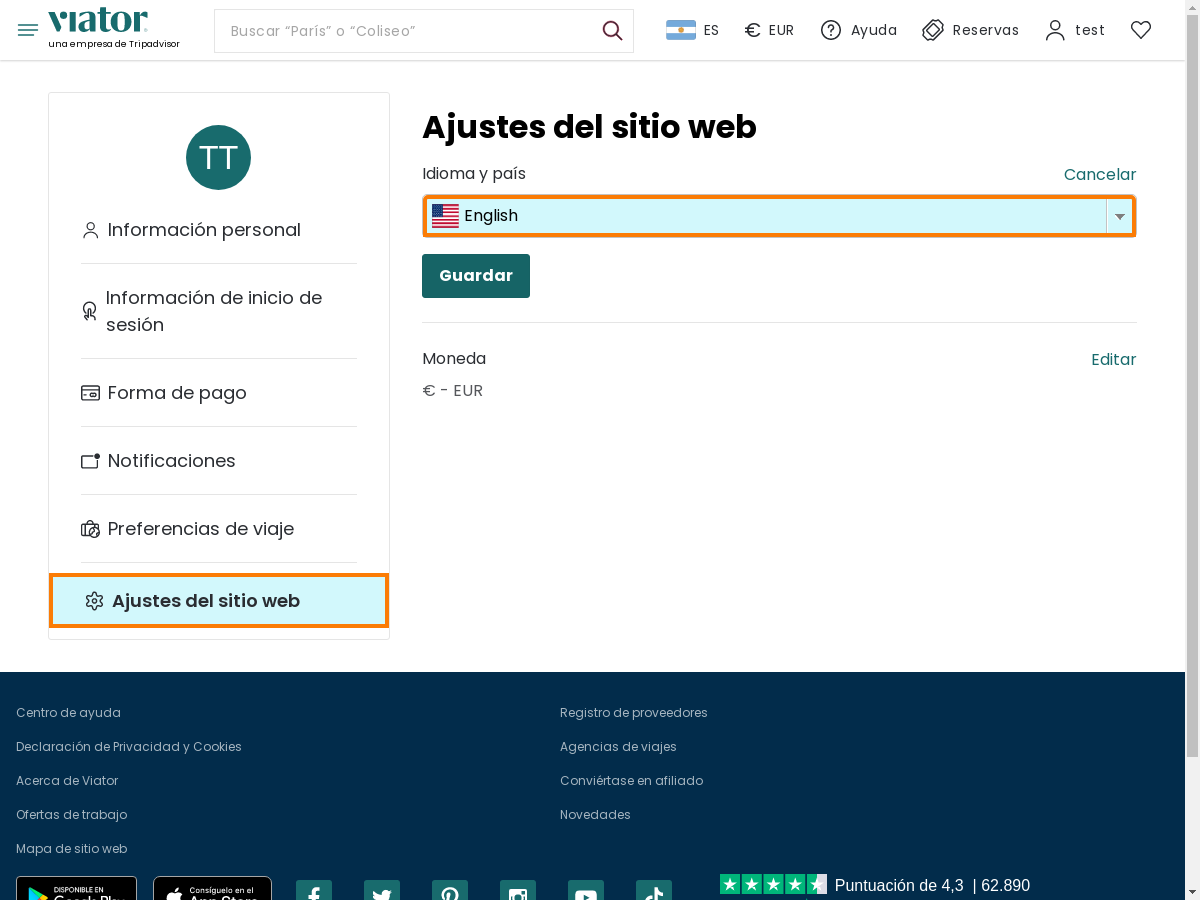 viator
una empresa de Tripadvisor
Buscar “París” o “Coliseo”
ES
€ EUR
Ayuda
Reservas
test
TT
Información personal
Información de inicio de
sesión
Forma de pago
Notificaciones
Preferencias de viaje
Ajustes del sitio web
Ajustes del sitio web
Idioma y país
Cancelar
English
Guardar
Moneda
Editar
€ - EUR
Centro de ayuda
Declaración de Privacidad y Cookies
Acerca de Viator
Ofertas de trabajo
Mapa de sitio web
Registro de proveedores
Agencias de viajes
Conviértase en afiliado
Novedades
DISPONIBLE EN
Google Play
Consíguelo en el
App Store
Puntuación de 4,3 | 62.890